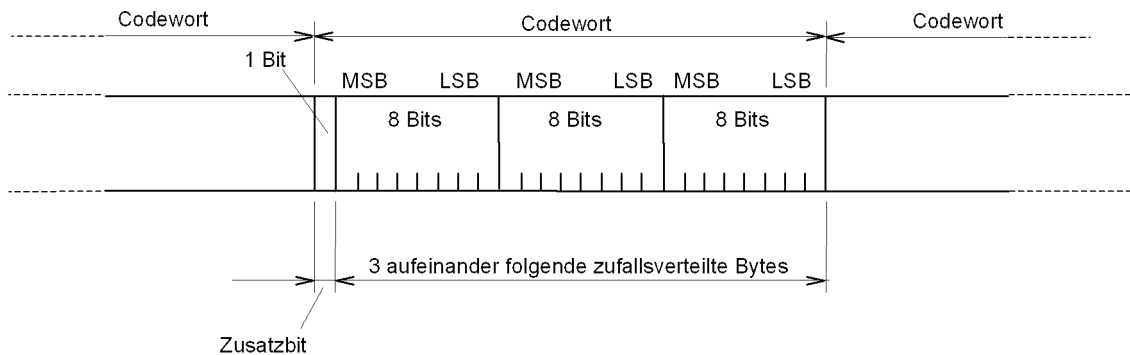 Codewort
Codewort
Codewort
1 Bit
MSB LSB MSB LSB MSB LSB
8 Bits 8 Bits 8 Bits
3 aufeinander folgende zufallsverteilte Bytes
Zusatzbit